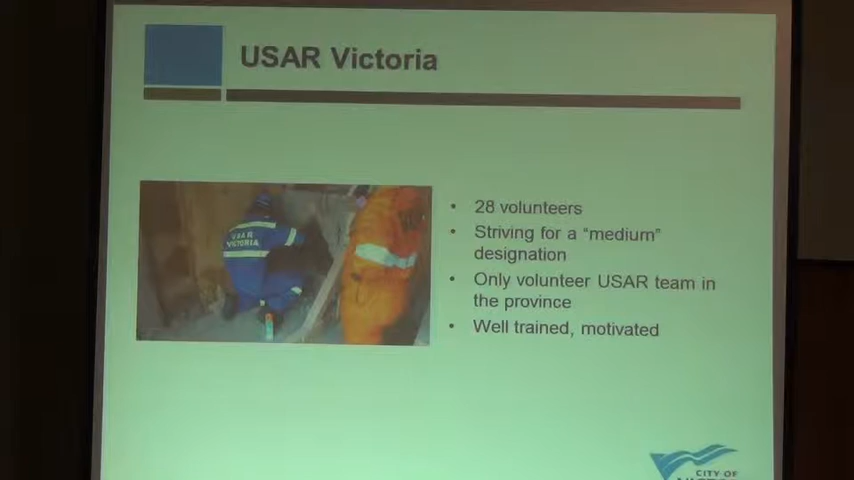 USAR Victoria
USAR
VICTORIA
• 28 volunteers
• Striving for a “medium”
designation
• Only volunteer USAR team in
the province
• Well trained, motivated
CITY OF